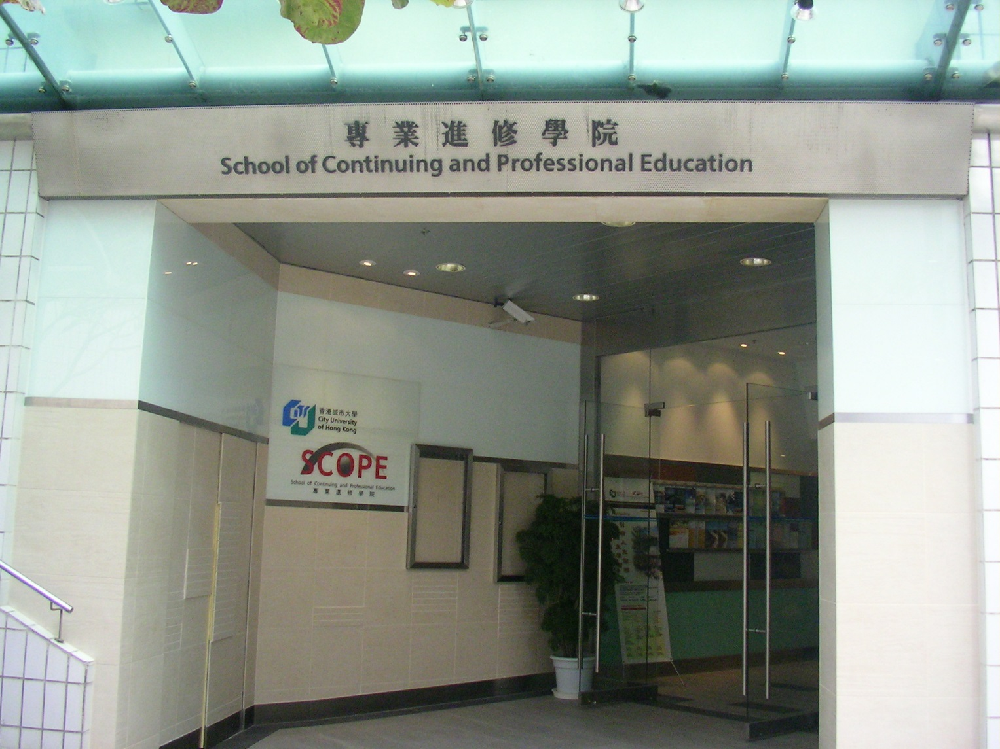 專業進修學院
School of Continuing and Professional Education
香港城市大學
City University
of Hong Kong
SCOPE
School of Continuing and Professional Education
專業進修學院